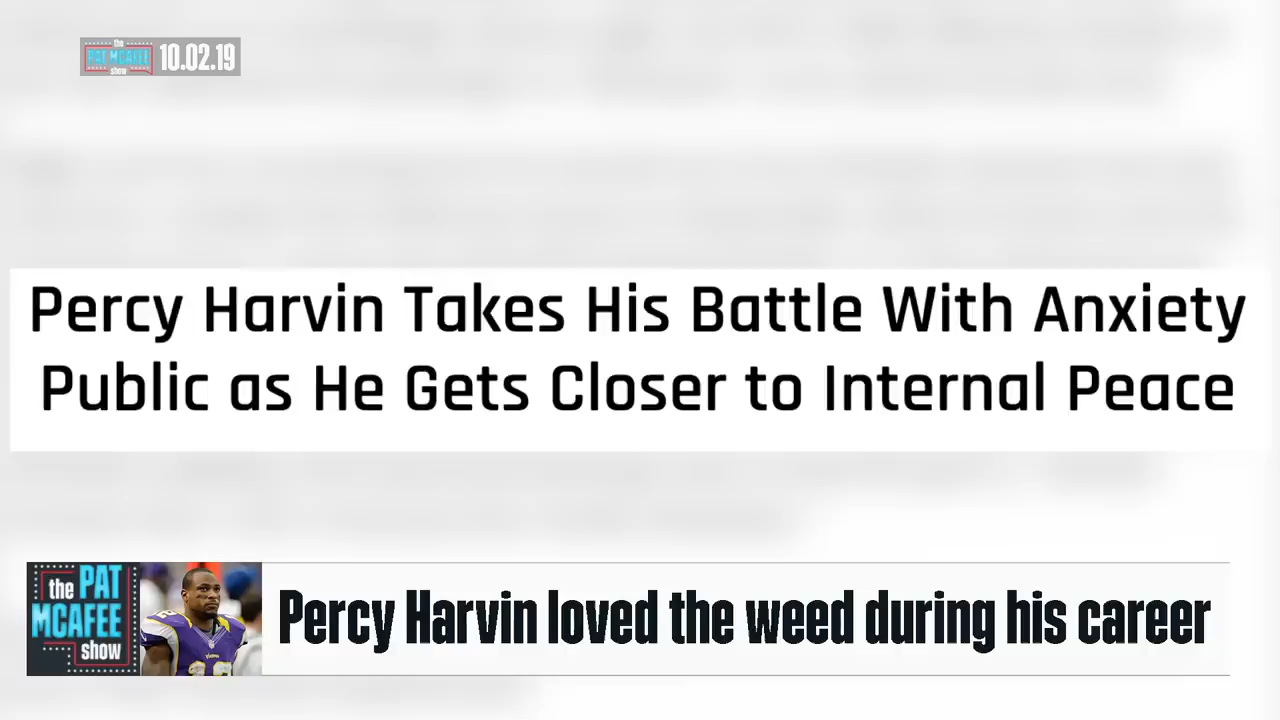 the
PAT MCAFEE
show
10.02.19
Percy Harvin Takes His Battle With Anxiety
Public as He Gets Closer to Internal Peace
the PAT
MCAFEE
show
Percy Harvin loved the weed during his career